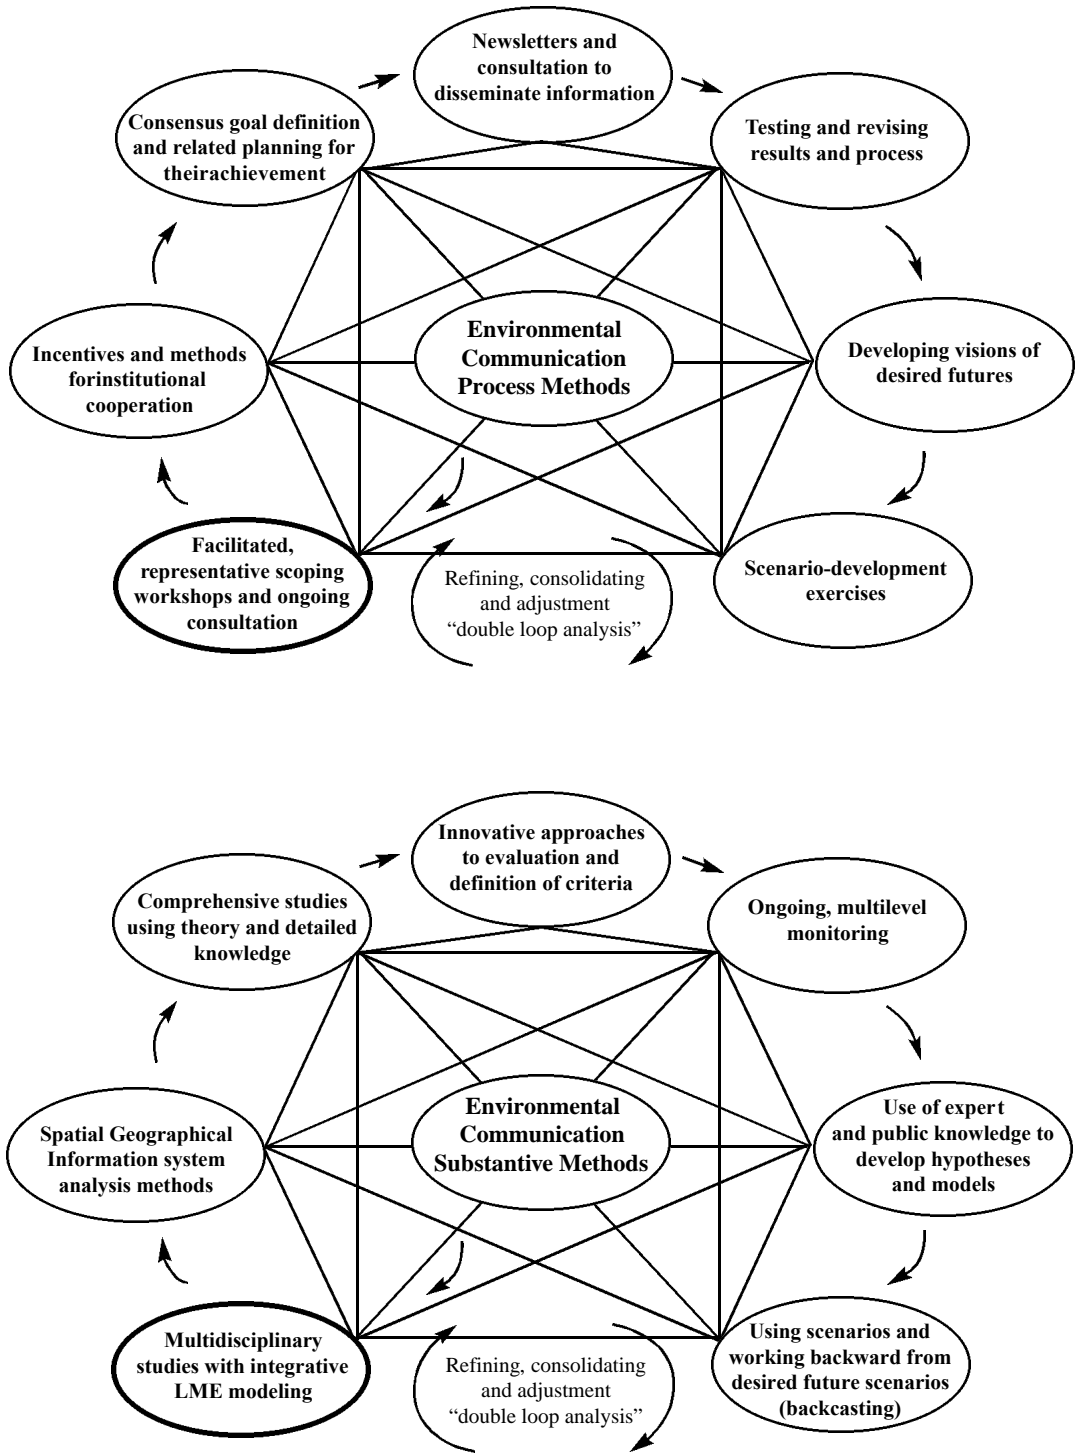 Newsletters and
consultation to
disseminate information
Consensus goal definition
and related planning for
theirachievement
Testing and revising
results and process
Incentives and methods
forinstitutional
cooperation
Environmental
Communication
Process Methods
Developing visions of
desired futures
Facilitated,
representative scoping
workshops and ongoing
consultation
Refining, consolidating
and adjustment
“double loop analysis”
Scenario-development
exercises
Innovative approaches
to evaluation and
definition of criteria
Comprehensive studies
using theory and detailed
knowledge
Ongoing, multilevel
monitoring
Spatial Geographical
Information system
analysis methods
Environmental
Communication
Substantive Methods
Use of expert
and public knowledge to
develop hypotheses
and models
Multidisciplinary
studies with integrative
LME modeling
Refining, consolidating
and adjustment
“double loop analysis”
Using scenarios and
working backward from
desired future scenarios
(backcasting)